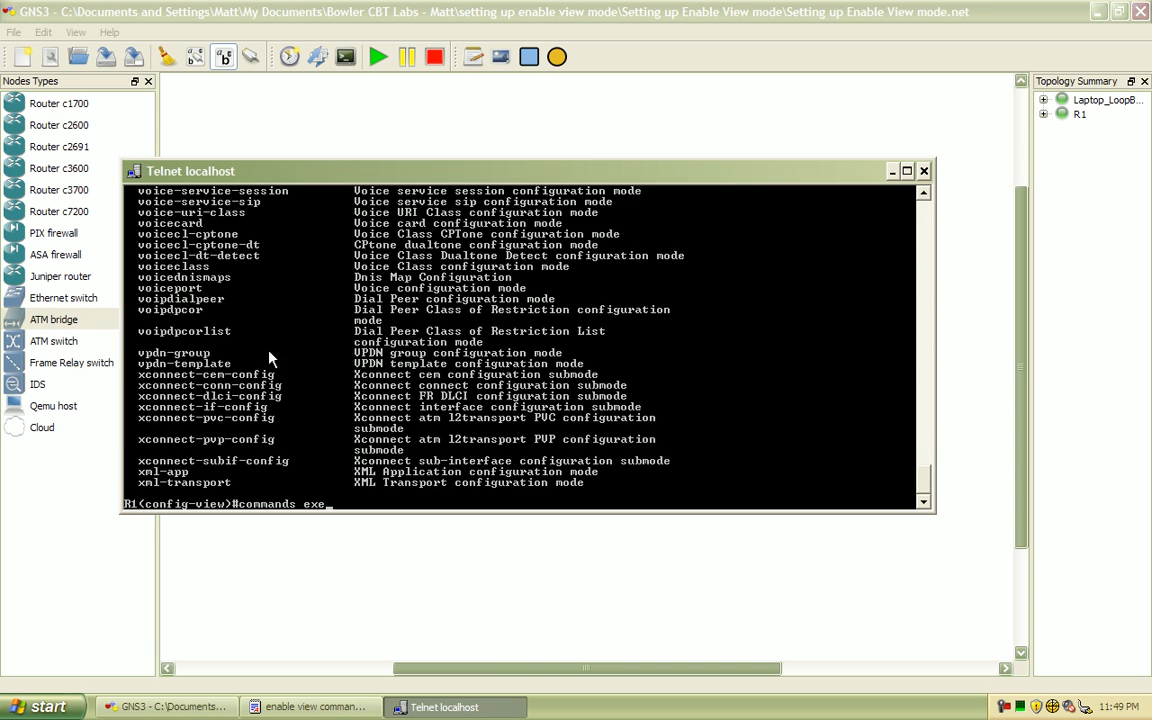 GNS3 - C:\Documents and Settings\Matt\My Documents\Bowler CBT Labs - Matt\setting up enable view mode\Setting up Enable View mode\Setting up Enable View mode.net
File Edit View Help
Nodes Types
Router c1700
Router c2600
Router c2691
Router c3600
Router c3700
Router c7200
PIX firewall
ASA firewall
Juniper router
Ethernet switch
ATM bridge
ATM switch
Frame Relay switch
IDS
Qemu host
Cloud
Topology Summary
Laptop_LoopB...
R1
Telnet localhost
voice-service-session Voice service session configuration mode
voice-service-sip Voice service sip configuration mode
voice-uri-class Voice URI Class configuration mode
voicecard Voice card configuration mode
voicecl-cptone Voice Class CPTone configuration mode
voicecl-cptone-dt CPtone dualtone configuration mode
voicecl-dt-detect Voice Class Dualtone Detect configuration mode
voiceclass Voice Class configuration mode
voicednismaps Dnis Map Configuration
voiceport Voice configuration mode
voipdialpeer Dial Peer configuration mode
voipdpcor Dial Peer Class of Restriction configuration
mode
voipdpcorlist Dial Peer Class of Restriction List
configuration mode
vpdn-group VPDN group configuration mode
vpdn-template VPDN template configuration mode
xconnect-cem-config Xconnect cem configuration submode
xconnect-conn-config Xconnect connect configuration submode
xconnect-dlci-config Xconnect FR DLCI configuration submode
xconnect-if-config Xconnect interface configuration submode
xconnect-pvc-config Xconnect atm l2transport PVC configuration
submode
xconnect-pvp-config Xconnect atm l2transport PVP configuration
submode
xconnect-subif-config Xconnect sub-interface configuration submode
xml-app XML Application configuration mode
xml-transport XML Transport configuration mode
R1(config-view)#commands exe_
start
GNS3 - C:\Documents...
enable view comman...
Telnet localhost
11:49 PM